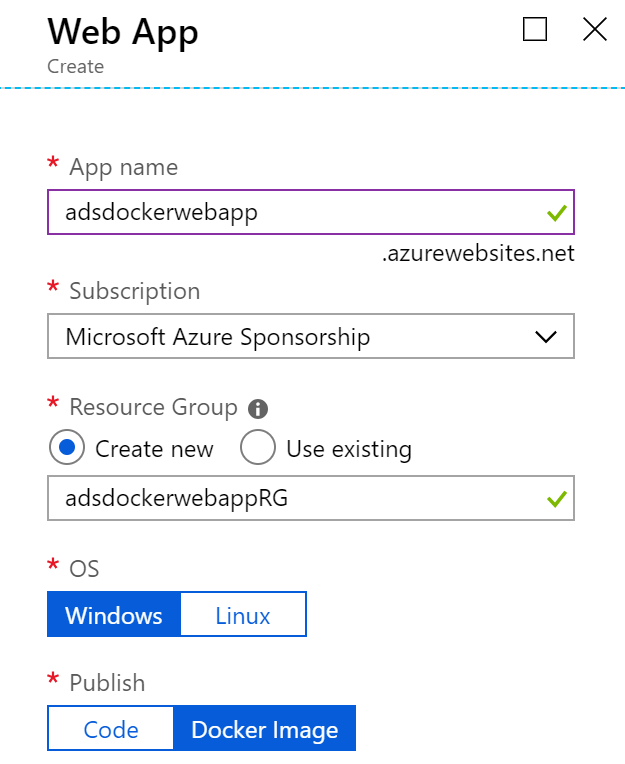 Web App
Create
* App name
adsdockerwebapp
.azurewebsites.net
* Subscription
Microsoft Azure Sponsorship
* Resource Group
Create new Use existing
adsdockerwebappRG
* OS
Windows Linux
* Publish
Code Docker Image